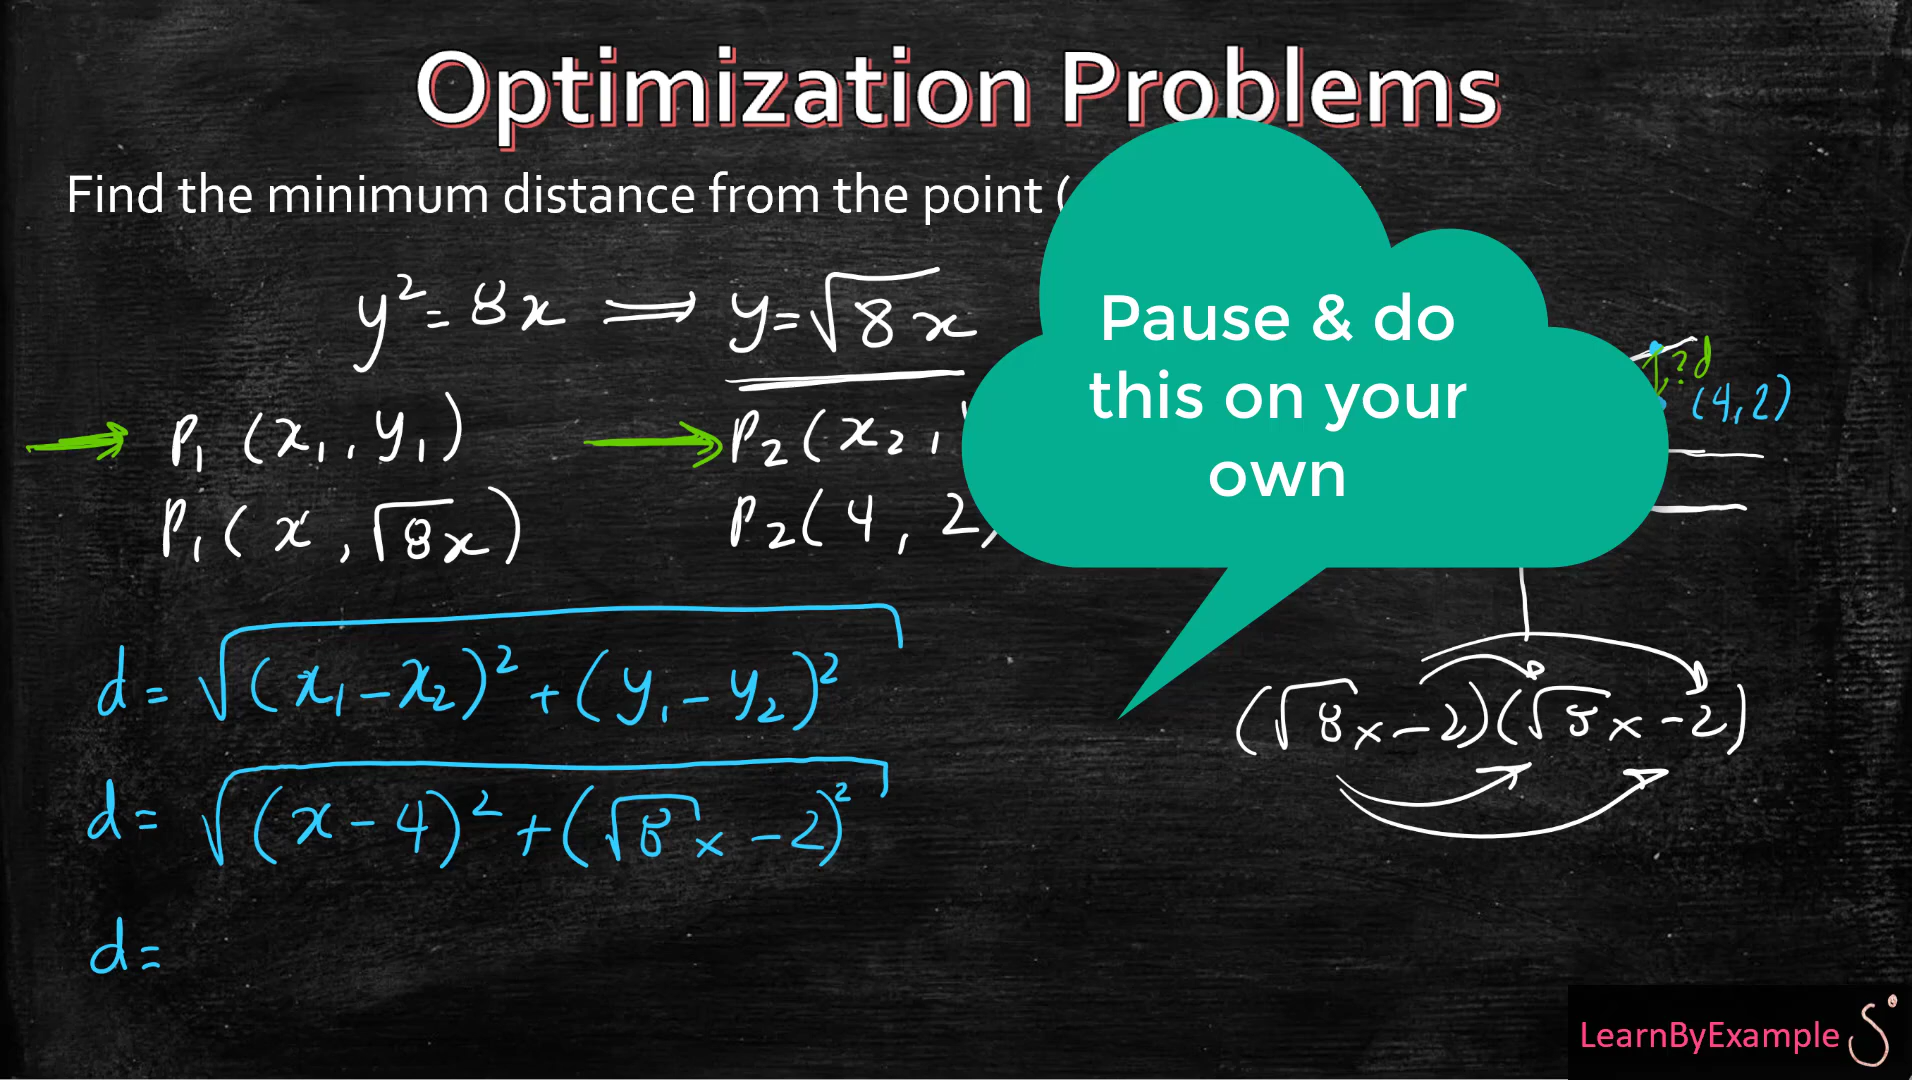 Optimization Problems
Find the minimum distance from the point (
y² = 8x ⟹ y = √8x
P₁ (x₁, y₁) P₂ (x₂,
P₁ (x, √8x) P₂ (4, 2)
Pause & do
this on your
own
? d
(4,2)
d = √(x₁ - x₂)² + (y₁ - y₂)²
(√8x - 2)(√8x - 2)
d = √(x - 4)² + (√8x - 2)²
d =
LearnByExample